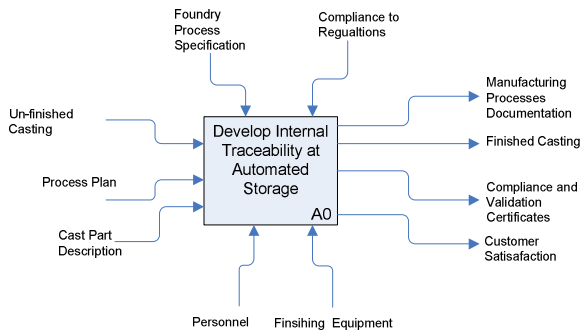 Foundry
Process
Specification
Compliance to
Regualtions
Un-finished
Casting
Process Plan
Cast Part
Description
Develop Internal
Traceability at
Automated
Storage
A0
Manufacturing
Processes
Documentation
Finished Casting
Compliance and
Validation
Certificates
Customer
Satisafaction
Personnel
Finsihing Equipment